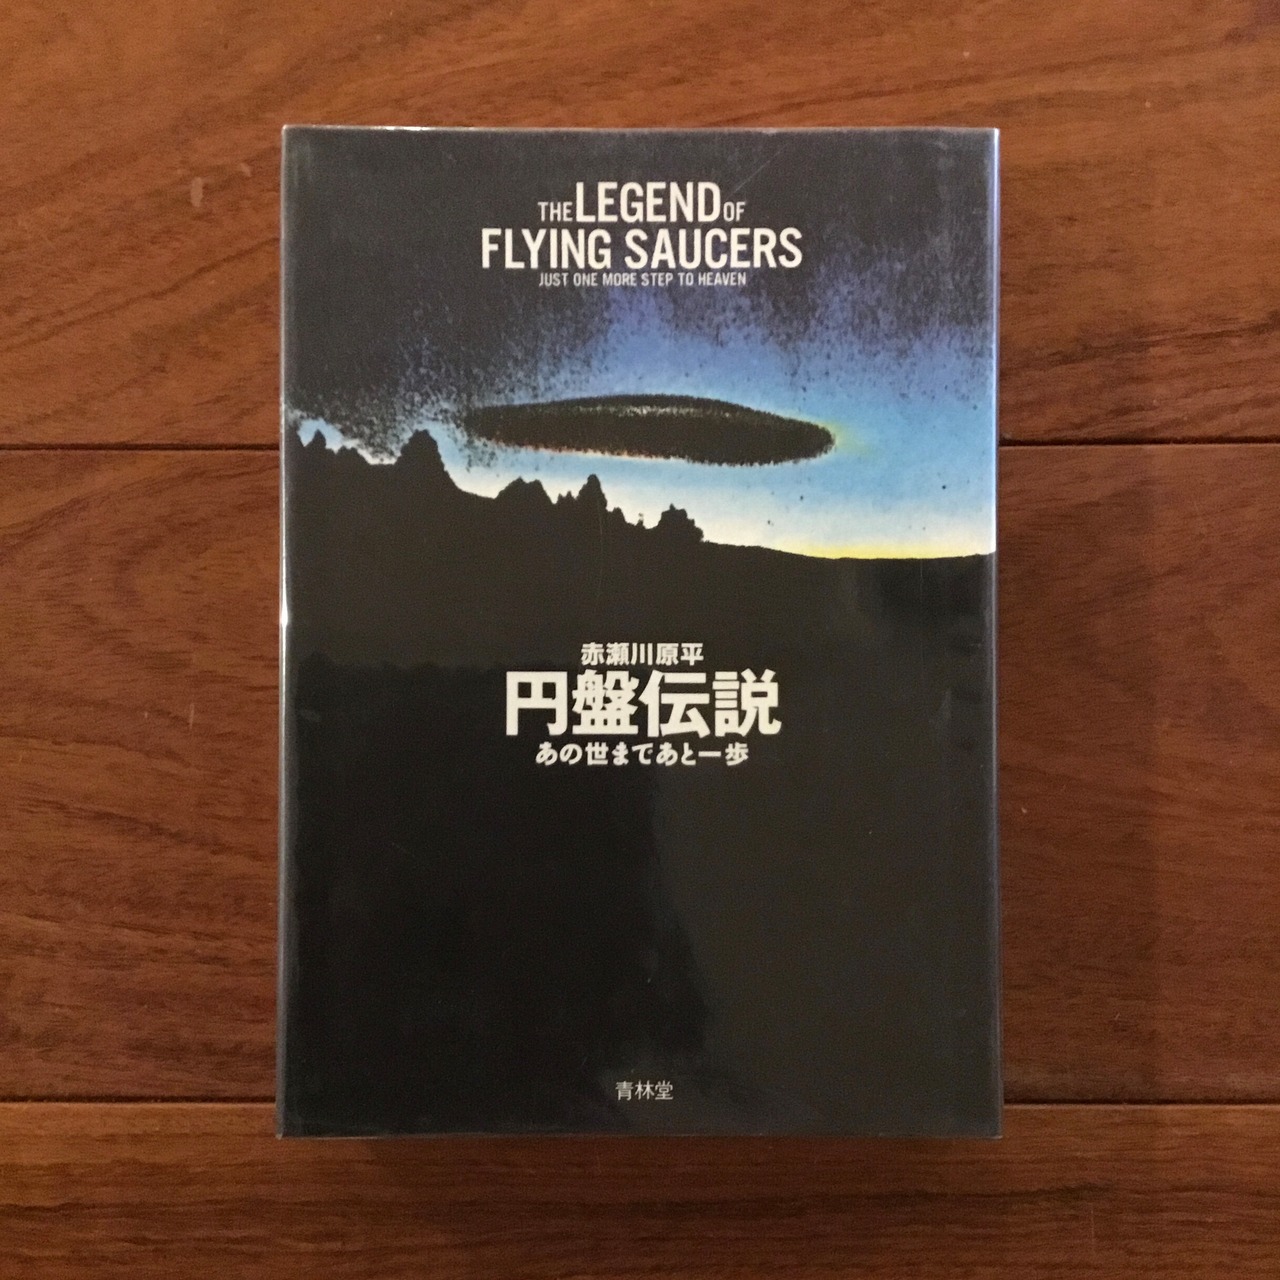 THE LEGEND OF
FLYING SAUCERS
JUST ONE MORE STEP TO HEAVEN
赤瀬川原平
円盤伝説
あの世まであと一歩
青林堂